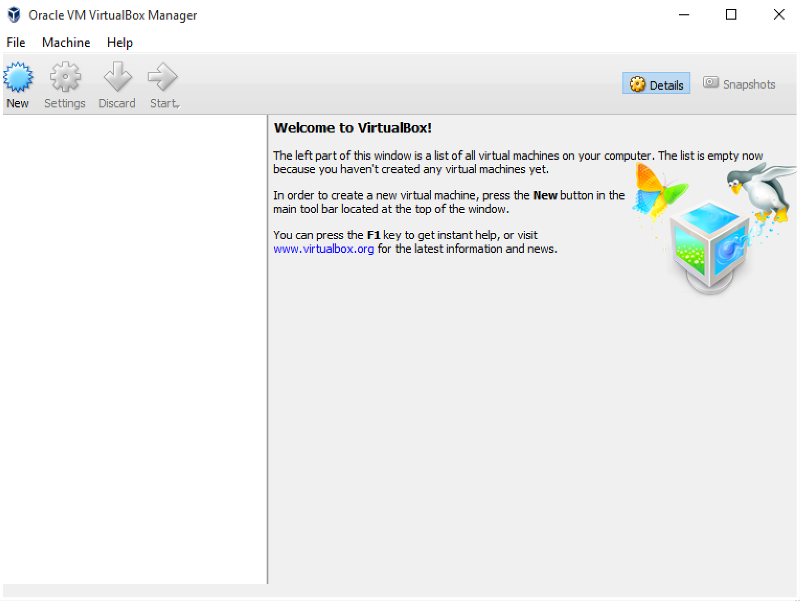 Oracle VM VirtualBox Manager
File Machine Help
New Settings Discard Start
Details Snapshots
Welcome to VirtualBox!
The left part of this window is a list of all virtual machines on your computer. The list is empty now
because you haven't created any virtual machines yet.
In order to create a new virtual machine, press the New button in the
main tool bar located at the top of the window.
You can press the F1 key to get instant help, or visit
www.virtualbox.org for the latest information and news.